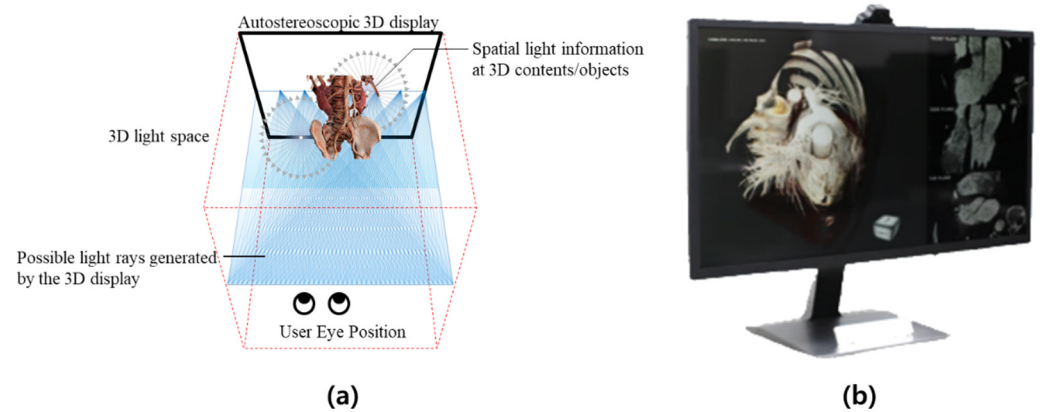 Autostereoscopic 3D display
Spatial light information
at 3D contents/objects
3D light space
Possible light rays generated
by the 3D display
User Eye Position
(a)
(b)